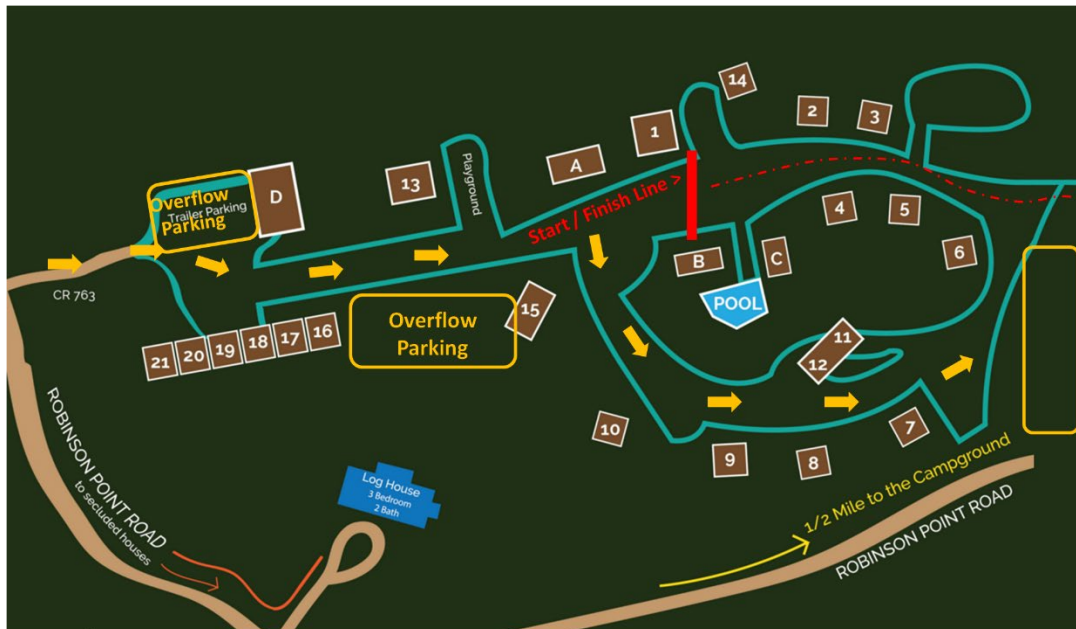 14
2
3
1
A
13
Playground
D
Overflow
Trailer Parking
Parking
Start / Finish Line >
4
5
6
B
C
POOL
CR 763
15
Overflow
Parking
21
20
19
18
17
16
11
12
10
9
8
7
ROBINSON POINT ROAD
to secluded houses
Log House
3 Bedroom
2 Bath
1/2 Mile to the Campground
ROBINSON POINT ROAD